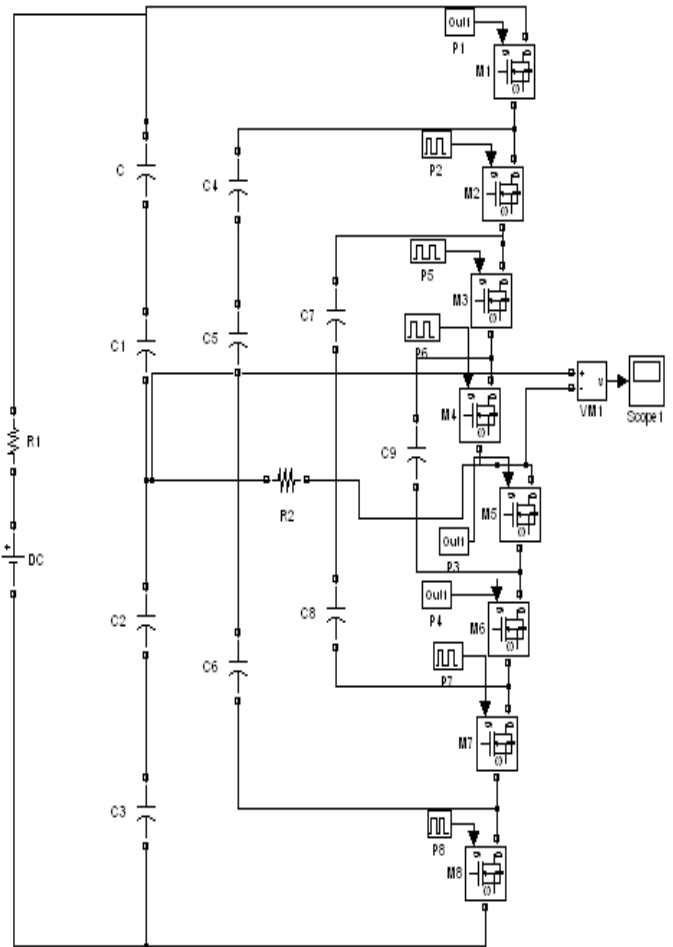 Out1
P1
M1
C
C4
P2
M2
P5
M3
C7
C1
C5
P6
M4
+
-
v
VM1
Scope1
R1
C9
R2
M5
Out1
P3
+
DC
C2
C8
Out1
P4
M6
C6
P7
M7
C3
P8
M8